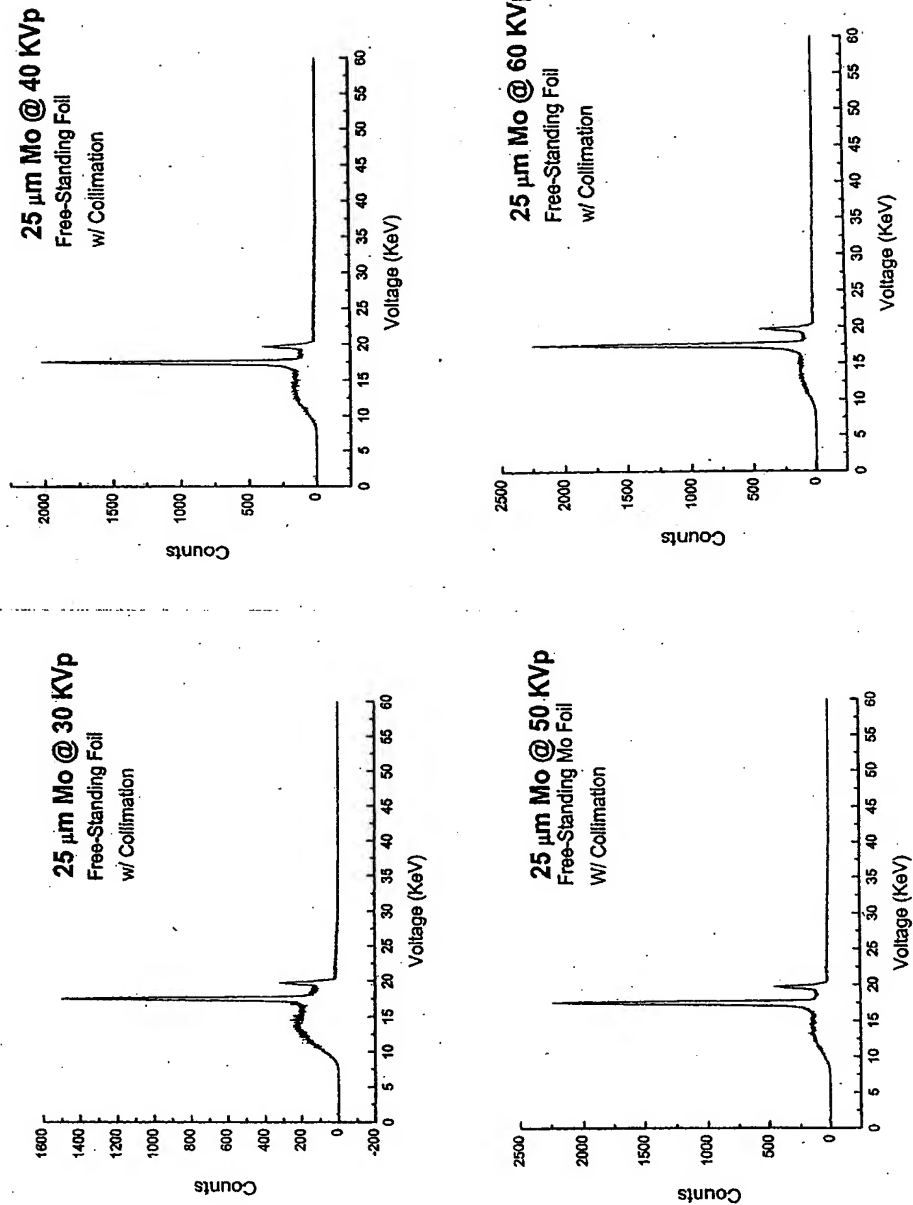 25 µm Mo @ 30 KVp
Free-Standing Foil
w/ Collimation
1600
1400
1200
1000
800
600
400
200
0
-200
Counts
0 5 10 15 20 25 30 35 40 45 50 55 60
Voltage (KeV)
25 µm Mo @ 40 KVp
Free-Standing Foil
w/ Collimation
2000
1500
1000
500
0
Counts
0 5 10 15 20 25 30 35 40 45 50 55 60
Voltage (KeV)
25 µm Mo @ 50 KVp
Free-Standing Mo Foil
W/ Collimation
2500
2000
1500
1000
500
0
Counts
0 5 10 15 20 25 30 35 40 45 50 55 60
Voltage (KeV)
25 µm Mo @ 60 KVp
Free-Standing Foil
w/ Collimation
2500
2000
1500
1000
500
0
Counts
0 5 10 15 20 25 30 35 40 45 50 55 60
Voltage (KeV)